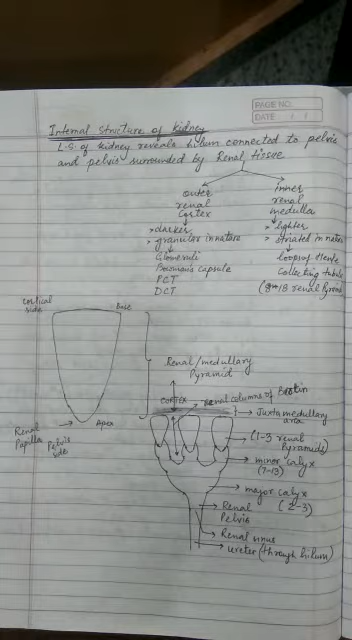 PAGE NO.
DATE / /
Internal structure of kidney
L.S of kidney reveals hilum connected to pelvis
and pelvis surrounded by Renal tissue
outer
renal
Cortex
inner
renal
medulla
> darker
> granular in nature
Glomeruli
Bowman's capsule
PCT
DCT
> lighter
> striated in nature
Loop of Henle
Collecting tubule
(8-18 renal Pyramid
cortical
side
base
Renal/medullary
Pyramid
Apex
Renal
Papilla
Pelvis
side
CORTEX
Renal columns of Bertin
Juxtamedullary
area
(1-3 renal
Pyramids)
minor calyx
(7-13)
major calyx
(2-3)
Renal
Pelvis
Renal sinus
ureter (through hilum)